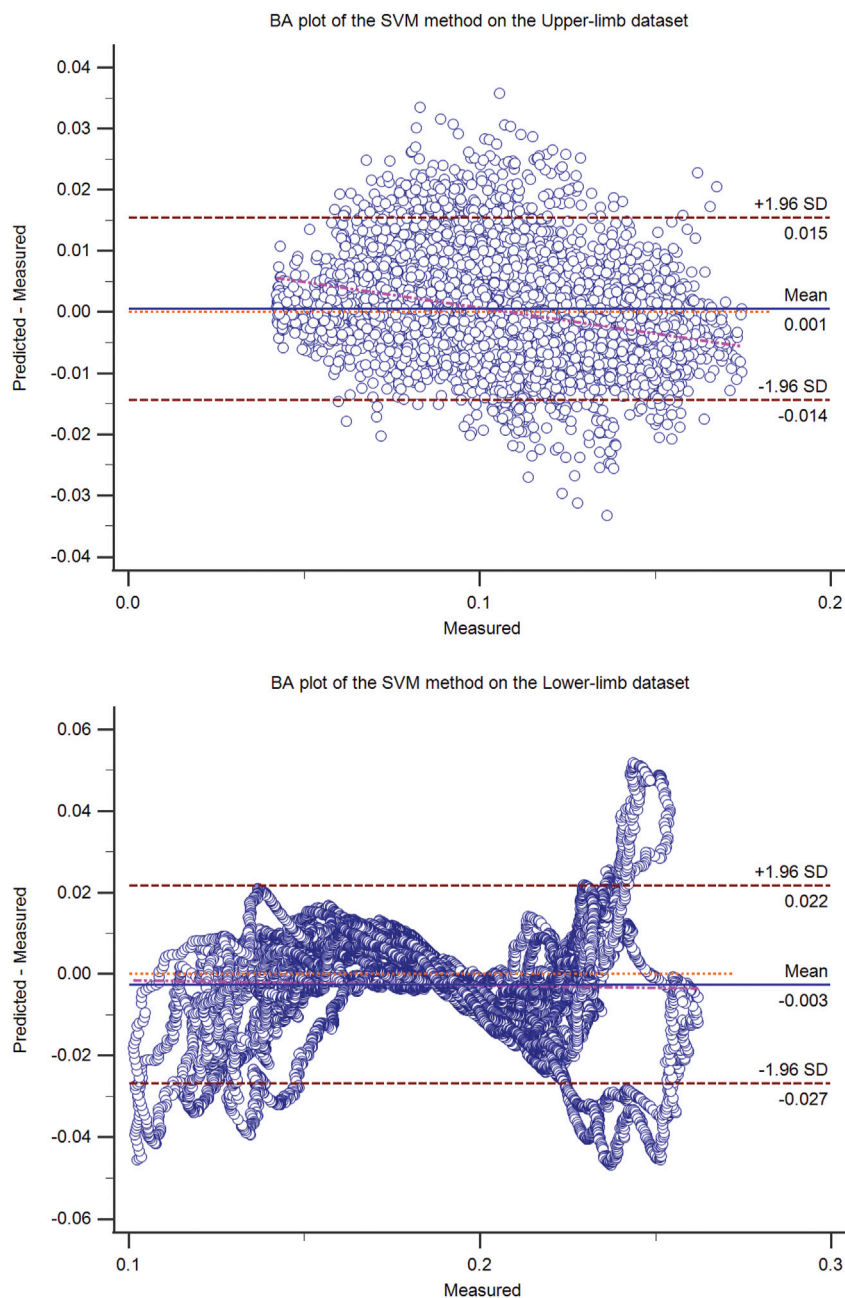 BA plot of the SVM method on the Upper-limb dataset
0.04
0.03
0.02
+1.96 SD
0.015
0.01
Mean
0.00
0.001
-0.01
-1.96 SD
-0.014
-0.02
-0.03
-0.04
Predicted - Measured
0.0
0.1
0.2
Measured
BA plot of the SVM method on the Lower-limb dataset
0.06
0.04
+1.96 SD
0.02
0.022
Mean
0.00
-0.003
-0.02
-1.96 SD
-0.027
-0.04
-0.06
Predicted - Measured
0.1
0.2
0.3
Measured